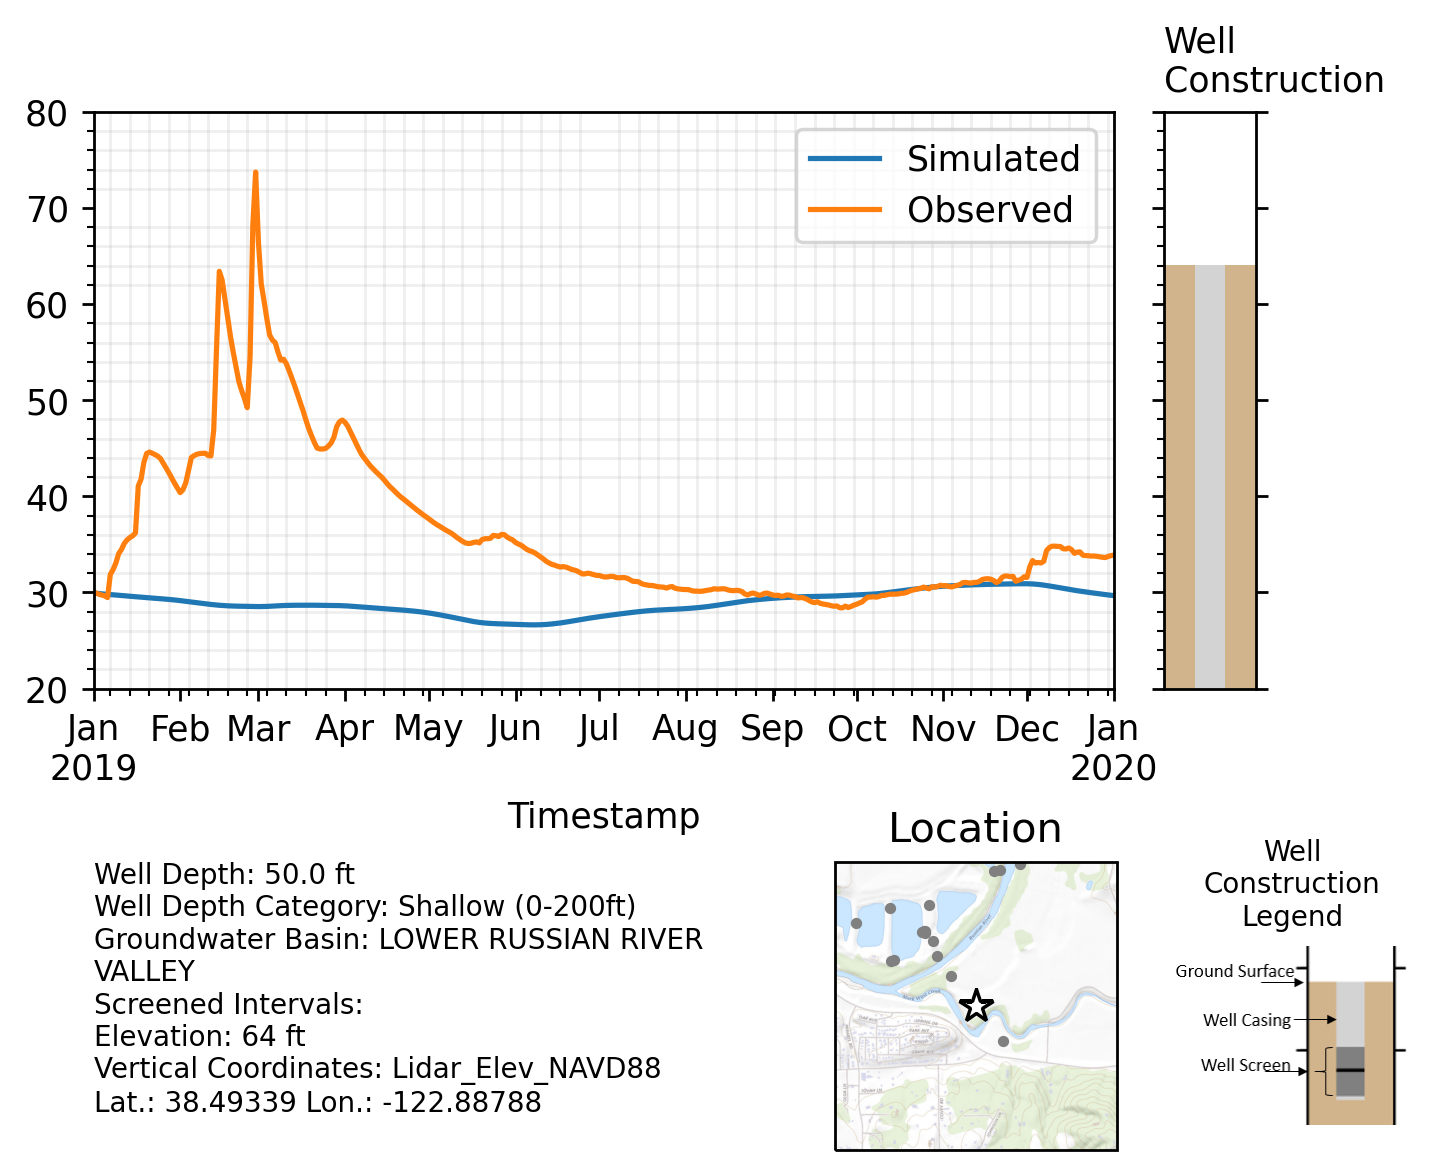 Well
Construction
80
70
60
50
40
30
20
Simulated
Observed
Jan Feb Mar Apr May Jun Jul Aug Sep Oct Nov Dec Jan
2019 2020
Timestamp
Well Depth: 50.0 ft
Well Depth Category: Shallow (0-200ft)
Groundwater Basin: LOWER RUSSIAN RIVER
VALLEY
Screened Intervals:
Elevation: 64 ft
Vertical Coordinates: Lidar_Elev_NAVD88
Lat.: 38.49339 Lon.: -122.88788
Location
Well
Construction
Legend
Ground Surface
Well Casing
Well Screen